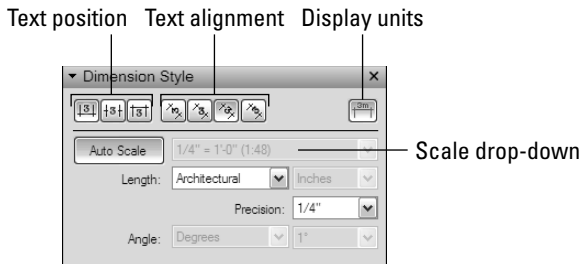 Text position Text alignment Display units
Dimension Style
3m
Auto Scale 1/4" = 1'-0" (1:48) Scale drop-down
Length: Architectural Inches
Precision: 1/4"
Angle: Degrees 1°